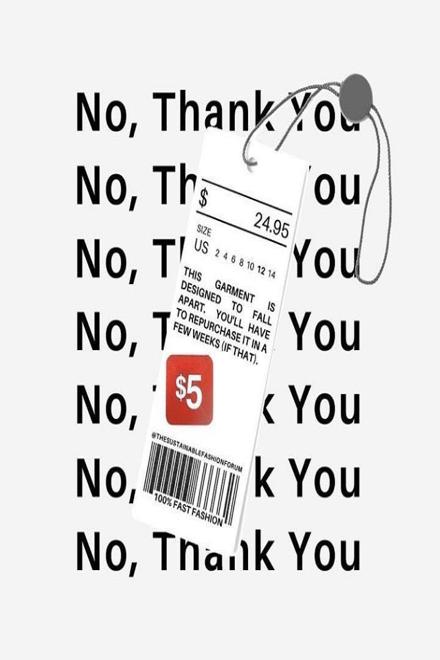 No, Thank You
No, Th You
No, T You
No, T You
No, k You
No, k You
No, Thank You
$
24.95
SIZE
US 2 4 6 8 10 12 14
THIS GARMENT IS
DESIGNED TO FALL
APART. YOU'LL HAVE
TO REPURCHASE IT IN A
FEW WEEKS (IF THAT).
$5
@THESUSTAINABLEFASHIONFORUM
100% FAST FASHION